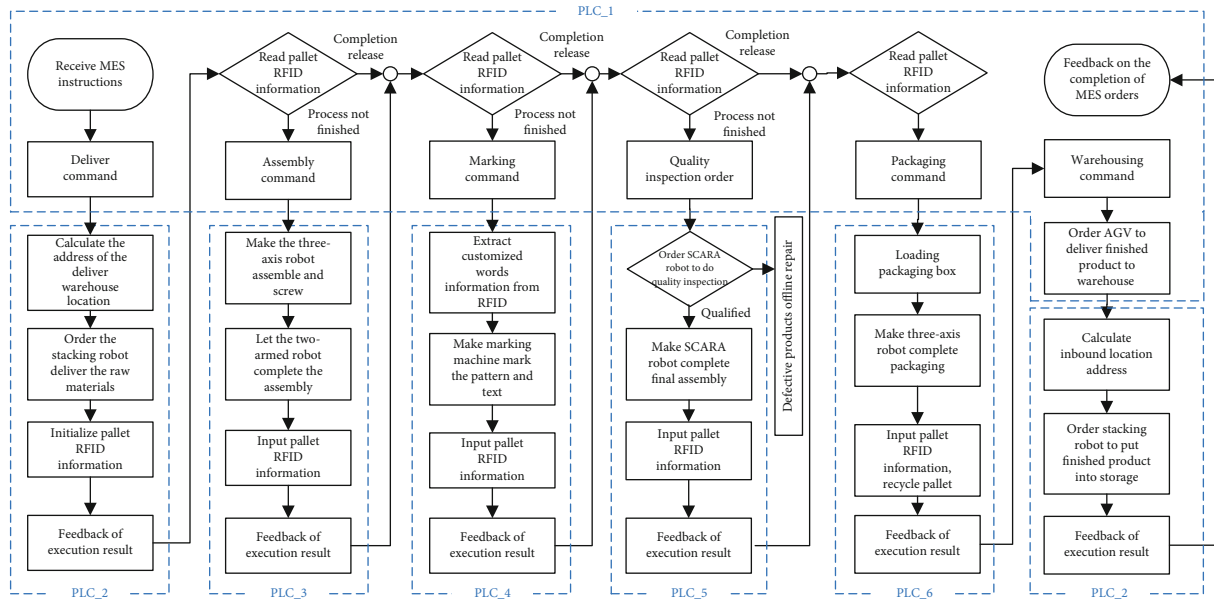 PLC_1
Receive MES
instructions
Deliver
command
Calculate the
address of the
deliver
warehouse
location
Order the
stacking robot
deliver the raw
materials
Initialize pallet
RFID
information
Feedback of
execution result
PLC_2
Read pallet
RFID
information
Completion
release
Process not
finished
Assembly
command
Make the three-
axis robot
assemble and
screw
Let the two-
armed robot
complete the
assembly
Input pallet
RFID
information
Feedback of
execution result
PLC_3
Read pallet
RFID
information
Completion
release
Process not
finished
Marking
command
Extract
customized
words
information from
RFID
Make marking
machine mark
the pattern and
text
Input pallet
RFID
information
Feedback of
execution result
PLC_4
Read pallet
RFID
information
Completion
release
Process not
finished
Quality
inspection order
Order SCARA
robot to do
quality inspection
Qualified
Defective products offline repair
Make SCARA
robot complete
final assembly
Input pallet
RFID
information
Feedback of
execution result
PLC_5
Read pallet
RFID
information
Packaging
command
Loading
packaging box
Make three-axis
robot complete
packaging
Input pallet
RFID
information,
recycle pallet
Feedback of
execution result
PLC_6
Feedback on the
completion of
MES orders
Warehousing
command
Order AGV to
deliver finished
product to
warehouse
Calculate
inbound location
address
Order stacking
robot to put
finished product
into storage
Feedback of
execution result
PLC_2